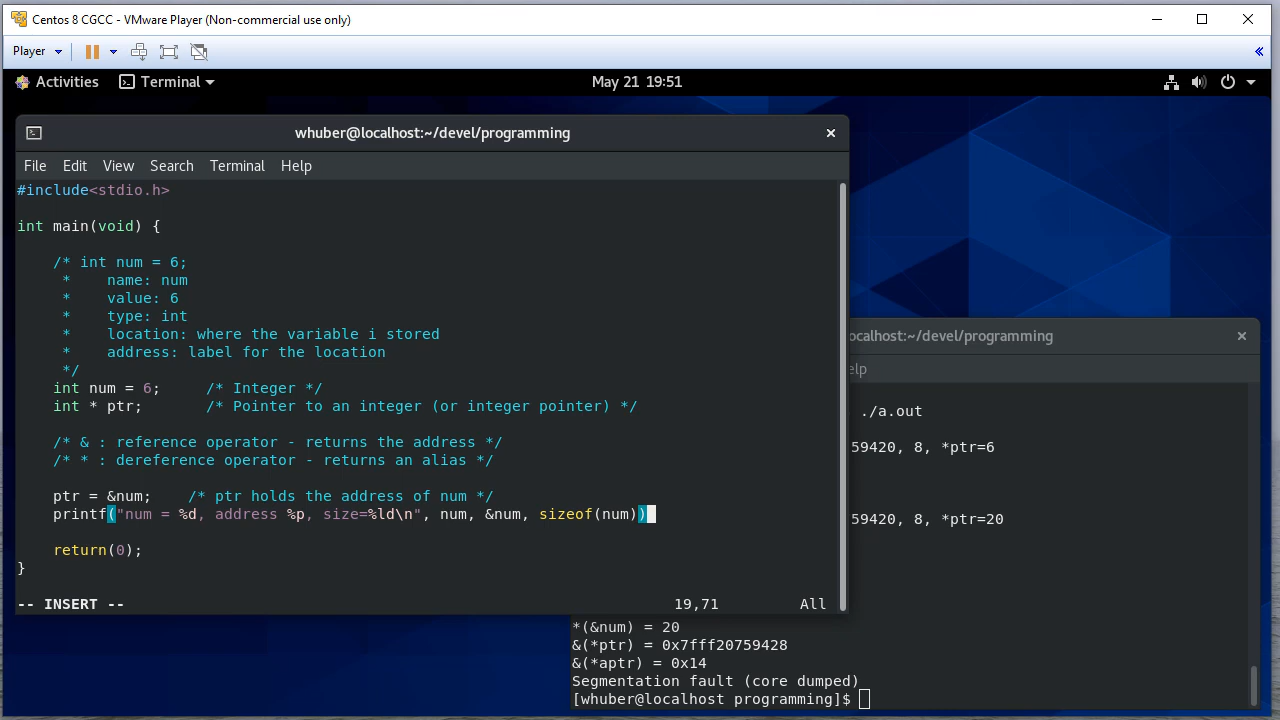 Centos 8 CGCC - VMware Player (Non-commercial use only)
Player
Activities Terminal May 21 19:51
whuber@localhost:~/devel/programming
File Edit View Search Terminal Help
#include<stdio.h>
int main(void) {
/* int num = 6;
* name: num
* value: 6
* type: int
* location: where the variable i stored
* address: label for the location
*/
int num = 6; /* Integer */
int * ptr; /* Pointer to an integer (or integer pointer) */
/* & : reference operator - returns the address */
/* * : dereference operator - returns an alias */
ptr = &num; /* ptr holds the address of num */
printf("num = %d, address %p, size=%ld\n", num, &num, sizeof(num))
return(0);
}
-- INSERT -- 19,71 All
ocalhost:~/devel/programming
elp
./a.out
59420, 8, *ptr=6
59420, 8, *ptr=20
*(&num) = 20
&(*ptr) = 0x7fff20759428
&(*aptr) = 0x14
Segmentation fault (core dumped)
[whuber@localhost programming]$